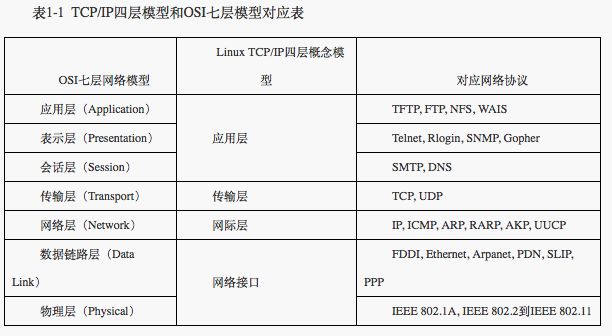 表1-1 TCP/IP四层模型和OSI七层模型对应表
OSI七层网络模型 Linux TCP/IP四层概念模型 对应网络协议
应用层（Application） 应用层 TFTP, FTP, NFS, WAIS
表示层（Presentation） Telnet, Rlogin, SNMP, Gopher
会话层（Session） SMTP, DNS
传输层（Transport） 传输层 TCP, UDP
网络层（Network） 网际层 IP, ICMP, ARP, RARP, AKP, UUCP
数据链路层（Data Link） 网络接口 FDDI, Ethernet, Arpanet, PDN, SLIP, PPP
物理层（Physical） IEEE 802.1A, IEEE 802.2到IEEE 802.11